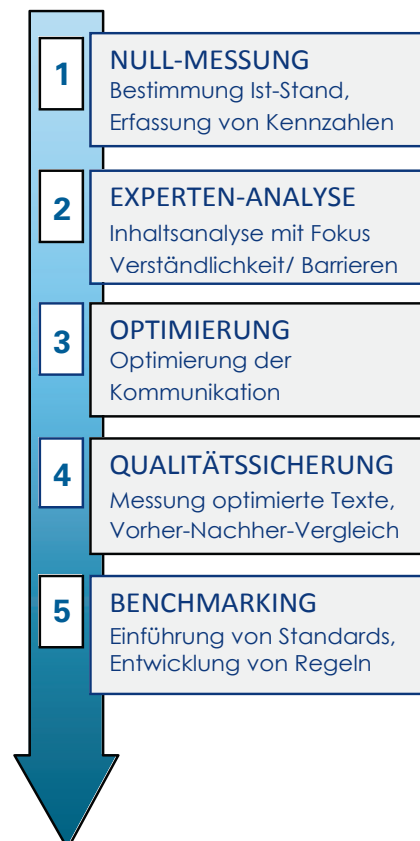 1
NULL-MESSUNG
Bestimmung Ist-Stand,
Erfassung von Kennzahlen
2
EXPERTEN-ANALYSE
Inhaltsanalyse mit Fokus
Verständlichkeit/ Barrieren
3
OPTIMIERUNG
Optimierung der
Kommunikation
4
QUALITÄTSSICHERUNG
Messung optimierte Texte,
Vorher-Nachher-Vergleich
5
BENCHMARKING
Einführung von Standards,
Entwicklung von Regeln